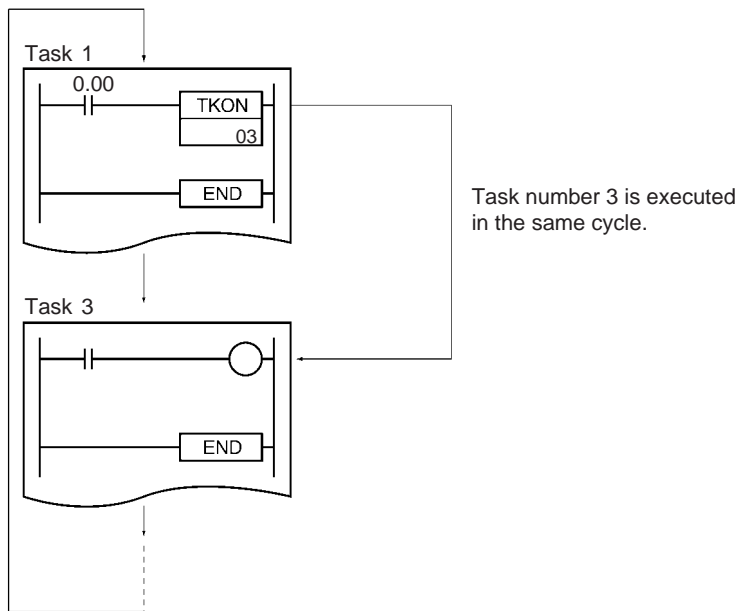 Task 1
0.00
TKON
03
END
Task number 3 is executed
in the same cycle.
Task 3
END